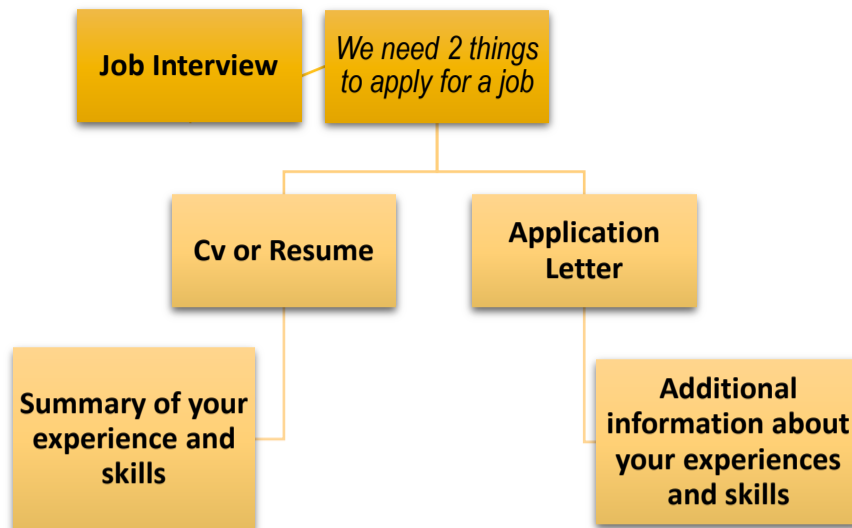 Job Interview
We need 2 things
to apply for a job
Cv or Resume
Application
Letter
Summary of your
experience and
skills
Additional
information about
your experiences
and skills